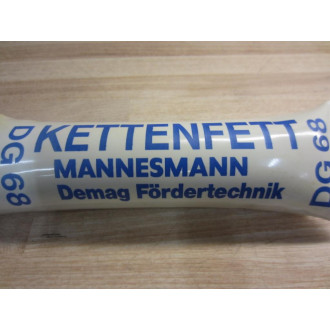 DG 68
KETTENFETT
MANNESMANN
Demag Fördertechnik
DG 68